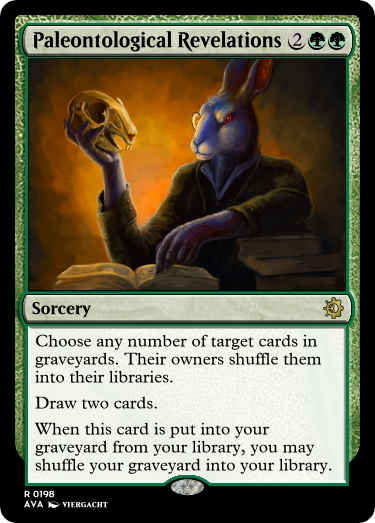 Paleontological Revelations 2
Sorcery
Choose any number of target cards in
graveyards. Their owners shuffle them
into their libraries.
Draw two cards.
When this card is put into your
graveyard from your library, you may
shuffle your graveyard into your library.
R 0198
AVA VIERGACHT